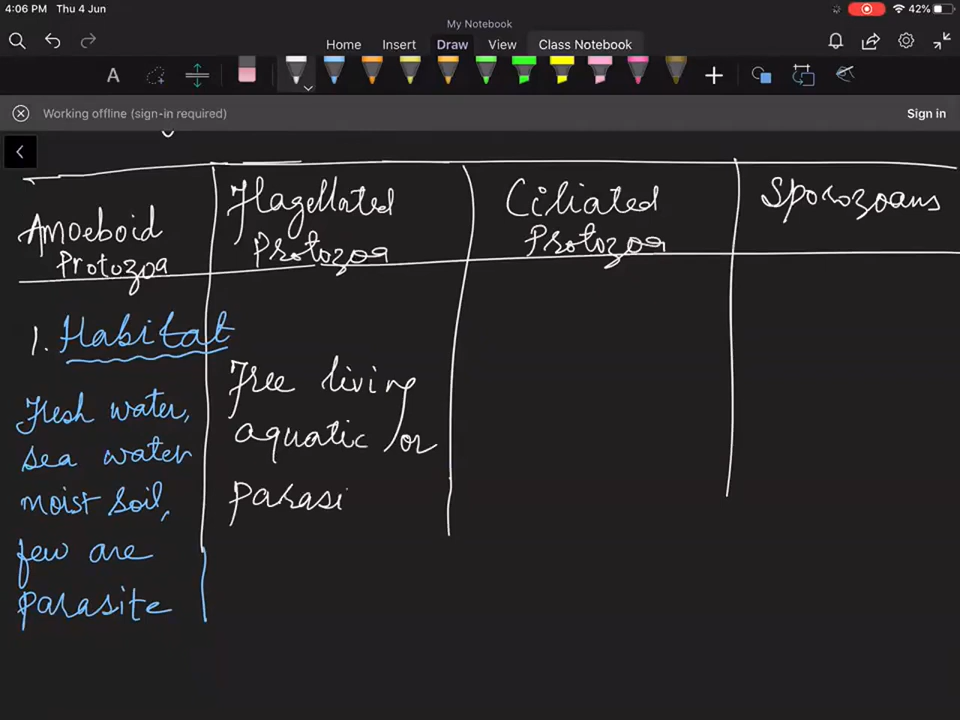 4:06 PM Thu 4 Jun
42%
My Notebook
Home Insert Draw View Class Notebook
A
Working offline (sign-in required)
Sign in
Amoeboid
Protozoa
Flagellated
Protozoa
Ciliated
Protozoa
Sporozoans
1. Habitat
Fresh water,
sea water
moist soil,
few are
parasite
Free living
aquatic or
parasi